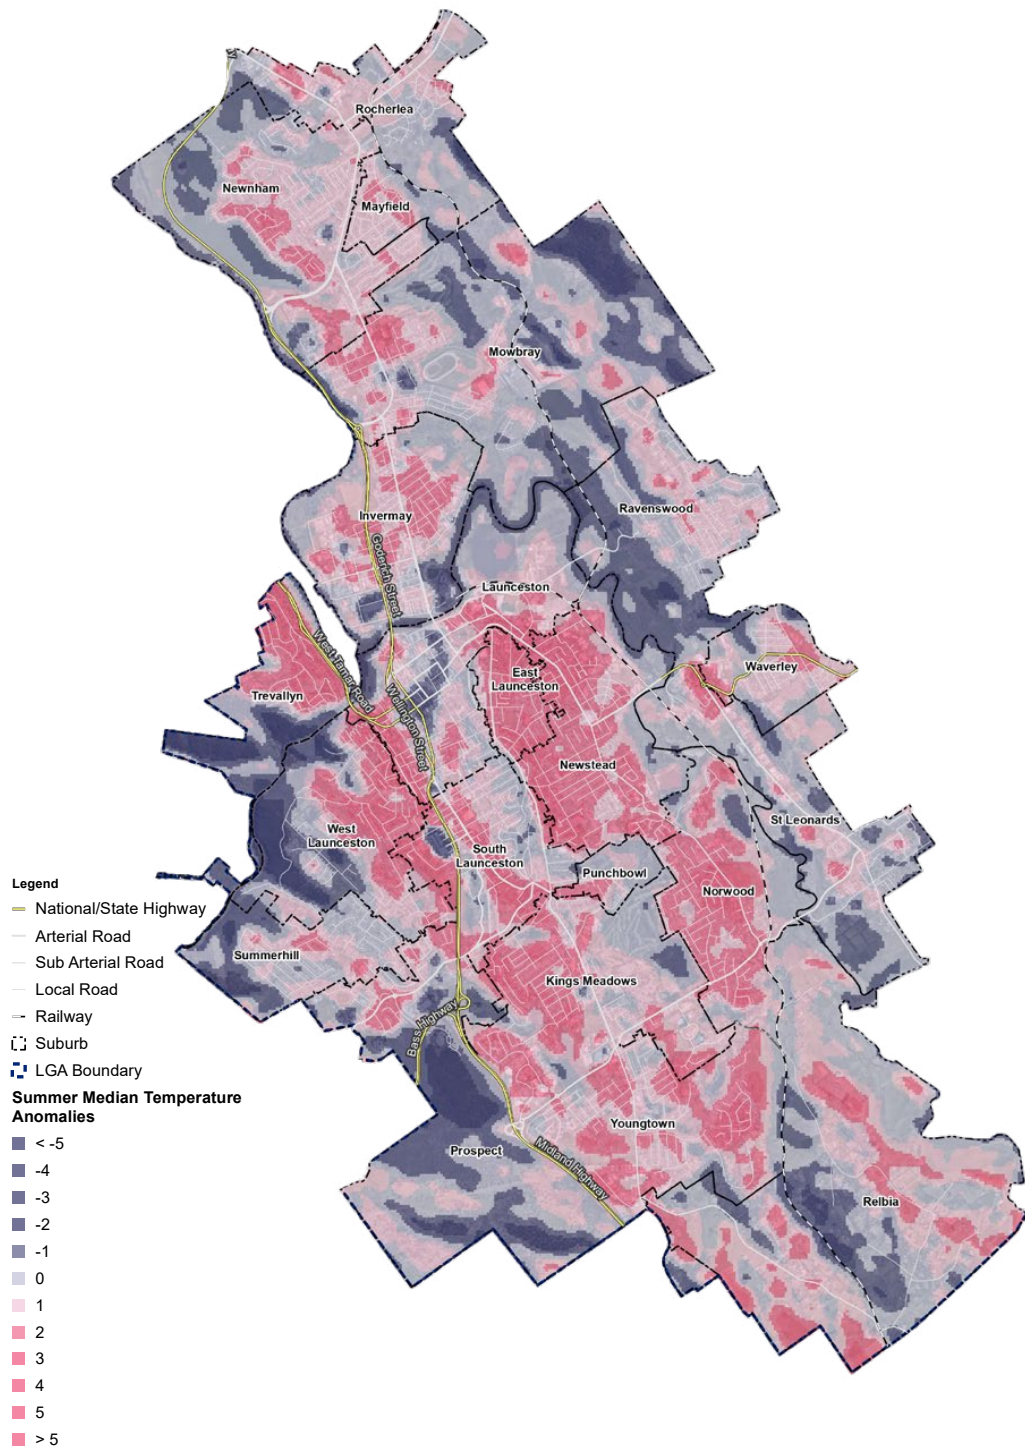 Rocherlea
Newnham
Mayfield
Mowbray
Invermay
Ravenswood
Goderich Street
Launceston
West Tamar Road
East
Launceston
Waverley
Trevallyn
Wellington Street
Newstead
West
Launceston
South
Launceston
St Leonards
Punchbowl
Norwood
Summerhill
Kings Meadows
Bass Highway
Youngtown
Prospect
Midland Highway
Relbia
Legend
National/State Highway
Arterial Road
Sub Arterial Road
Local Road
Railway
Suburb
LGA Boundary
Summer Median Temperature
Anomalies
< -5
-4
-3
-2
-1
0
1
2
3
4
5
> 5